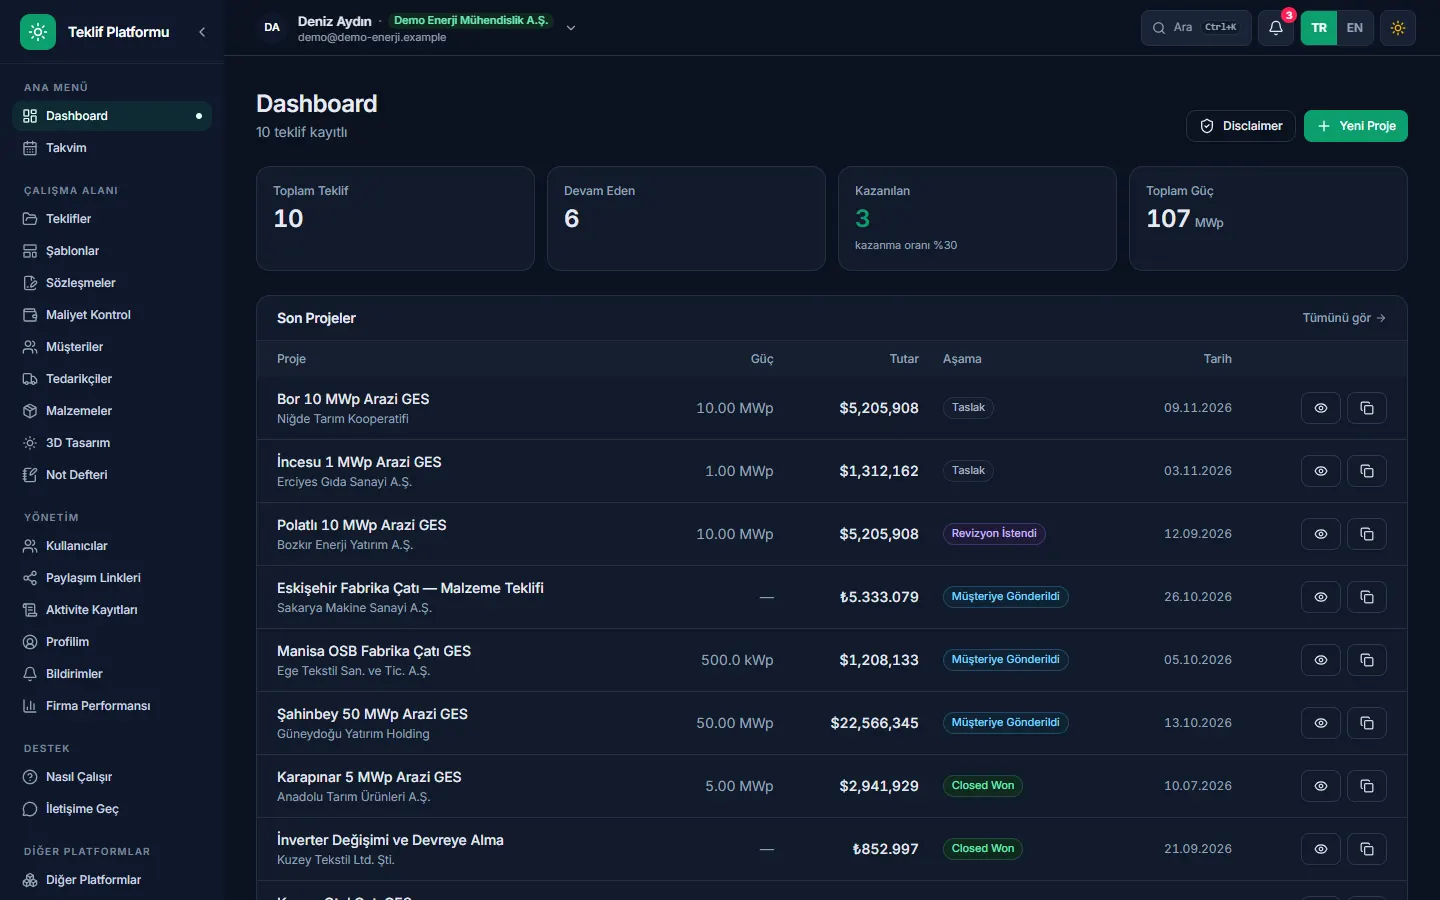 Teklif Platformu
ANA MENÜ
Dashboard
Takvim
ÇALIŞMA ALANI
Teklifler
Şablonlar
Sözleşmeler
Maliyet Kontrol
Müşteriler
Tedarikçiler
Malzemeler
3D Tasarım
Not Defteri
YÖNETİM
Kullanıcılar
Paylaşım Linkleri
Aktivite Kayıtları
Profilim
Bildirimler
Firma Performansı
DESTEK
Nasıl Çalışır
İletişime Geç
DİĞER PLATFORMLAR
Diğer Platformlar
DA
Deniz Aydın - Demo Enerji Mühendislik A.Ş.
demo@demo-enerji.example
Ara Ctrl+K
3
TR EN
Dashboard
10 teklif kayıtlı
Disclaimer
Yeni Proje
Toplam Teklif
10
Devam Eden
6
Kazanılan
3
kazanma oranı %30
Toplam Güç
107 MWp
Son Projeler
Tümünü gör →
Proje Güç Tutar Aşama Tarih
Bor 10 MWp Arazi GES
Niğde Tarım Kooperatifi
10.00 MWp $5,205,908 Taslak 09.11.2026
İncesu 1 MWp Arazi GES
Erciyes Gıda Sanayi A.Ş.
1.00 MWp $1,312,162 Taslak 03.11.2026
Polatlı 10 MWp Arazi GES
Bozkır Enerji Yatırım A.Ş.
10.00 MWp $5,205,908 Revizyon İstendi 12.09.2026
Eskişehir Fabrika Çatı — Malzeme Teklifi
Sakarya Makine Sanayi A.Ş.
— ₺5.333.079 Müşteriye Gönderildi 26.10.2026
Manisa OSB Fabrika Çatı GES
Ege Tekstil San. ve Tic. A.Ş.
500.0 kWp $1,208,133 Müşteriye Gönderildi 05.10.2026
Şahinbey 50 MWp Arazi GES
Güneydoğu Yatırım Holding
50.00 MWp $22,566,345 Müşteriye Gönderildi 13.10.2026
Karapınar 5 MWp Arazi GES
Anadolu Tarım Ürünleri A.Ş.
5.00 MWp $2,941,929 Closed Won 10.07.2026
İnverter Değişimi ve Devreye Alma
Kuzey Tekstil Ltd. Şti.
— ₺852.997 Closed Won 21.09.2026